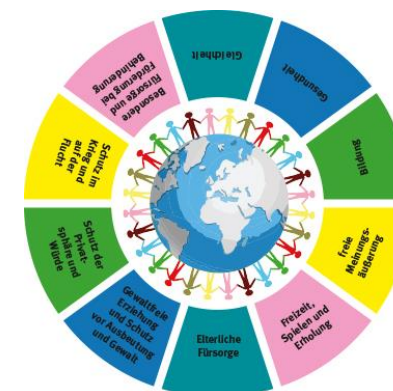 Gleichheit
Gesundheit
Bildung
freie
Meinungs-
äußerung
Freizeit,
Spielen und
Erholung
Elterliche
Fürsorge
Gewaltfreie
Erziehung
und Schutz
vor Ausbeutung
und Gewalt
Schutz der
Privat-
sphäre und
Würde
Schutz im
Krieg und
auf der
Flucht
Besondere
Fürsorge und
Förderung bei
Behinderung